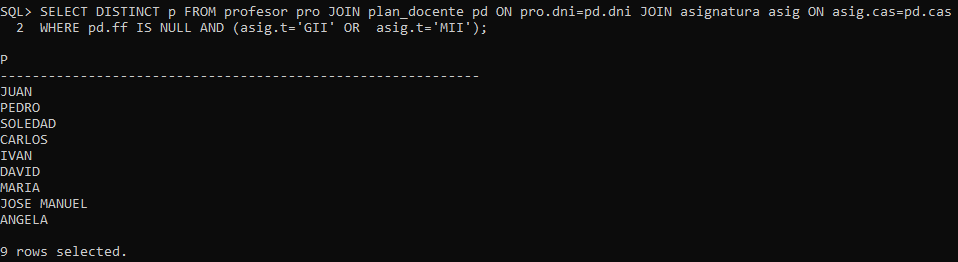 SQL> SELECT DISTINCT p FROM profesor pro JOIN plan_docente pd ON pro.dni=pd.dni JOIN asignatura asig ON asig.cas=pd.cas
2 WHERE pd.ff IS NULL AND (asig.t='GII' OR  asig.t='MII');
P
------------------------------------------------------------
JUAN
PEDRO
SOLEDAD
CARLOS
IVAN
DAVID
MARIA
JOSE MANUEL
ANGELA
9 rows selected.